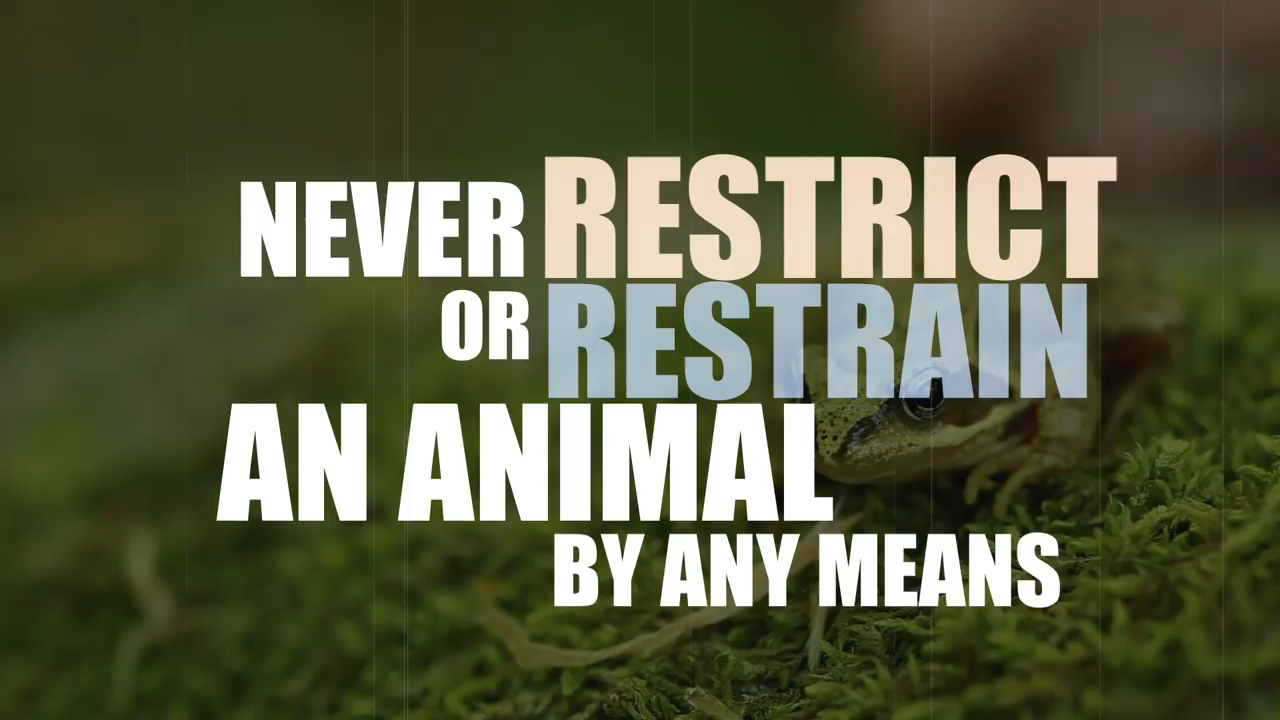 NEVER RESTRICT
OR RESTRAIN
AN ANIMAL
BY ANY MEANS